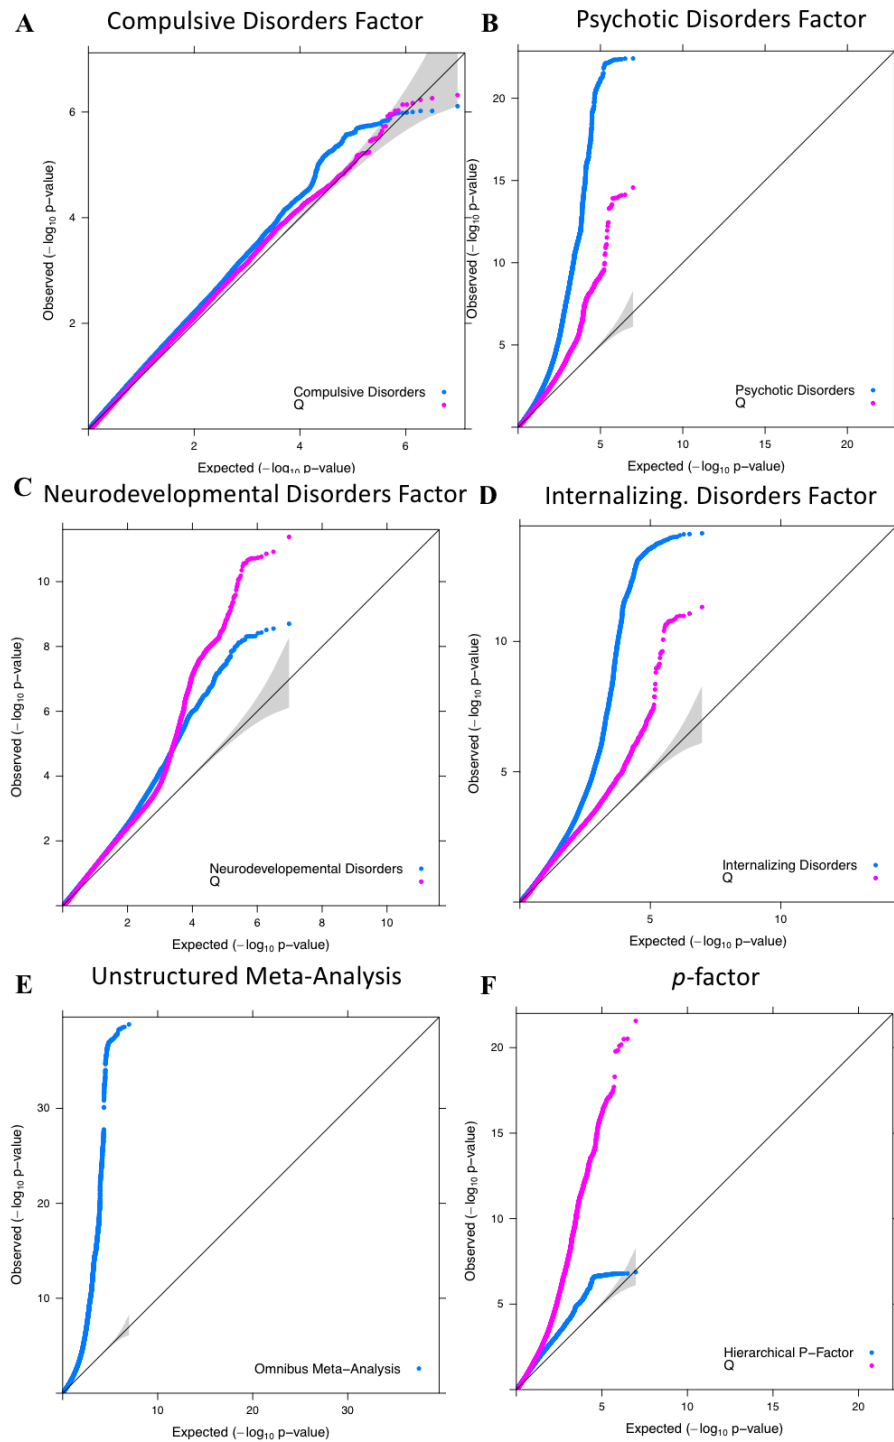 A Compulsive Disorders Factor
6
4
2
Observed (−log10 p−value)
Compulsive Disorders
Q
2 4 6
Expected (−log10 p−value)
B Psychotic Disorders Factor
20
15
10
5
Observed (−log10 p−value)
Psychotic Disorders
Q
5 10 15 20
Expected (−log10 p−value)
C Neurodevelopmental Disorders Factor
10
8
6
4
2
Observed (−log10 p−value)
Neurodevelopemental Disorders
Q
2 4 6 8 10
Expected (−log10 p−value)
D Internalizing. Disorders Factor
10
5
Observed (−log10 p−value)
Internalizing Disorders
Q
5 10
Expected (−log10 p−value)
E Unstructured Meta-Analysis
30
20
10
Observed (−log10 p−value)
Omnibus Meta−Analysis
10 20 30
Expected (−log10 p−value)
F p-factor
20
15
10
5
Observed (−log10 p−value)
Hierarchical P−Factor
Q
5 10 15 20
Expected (−log10 p−value)